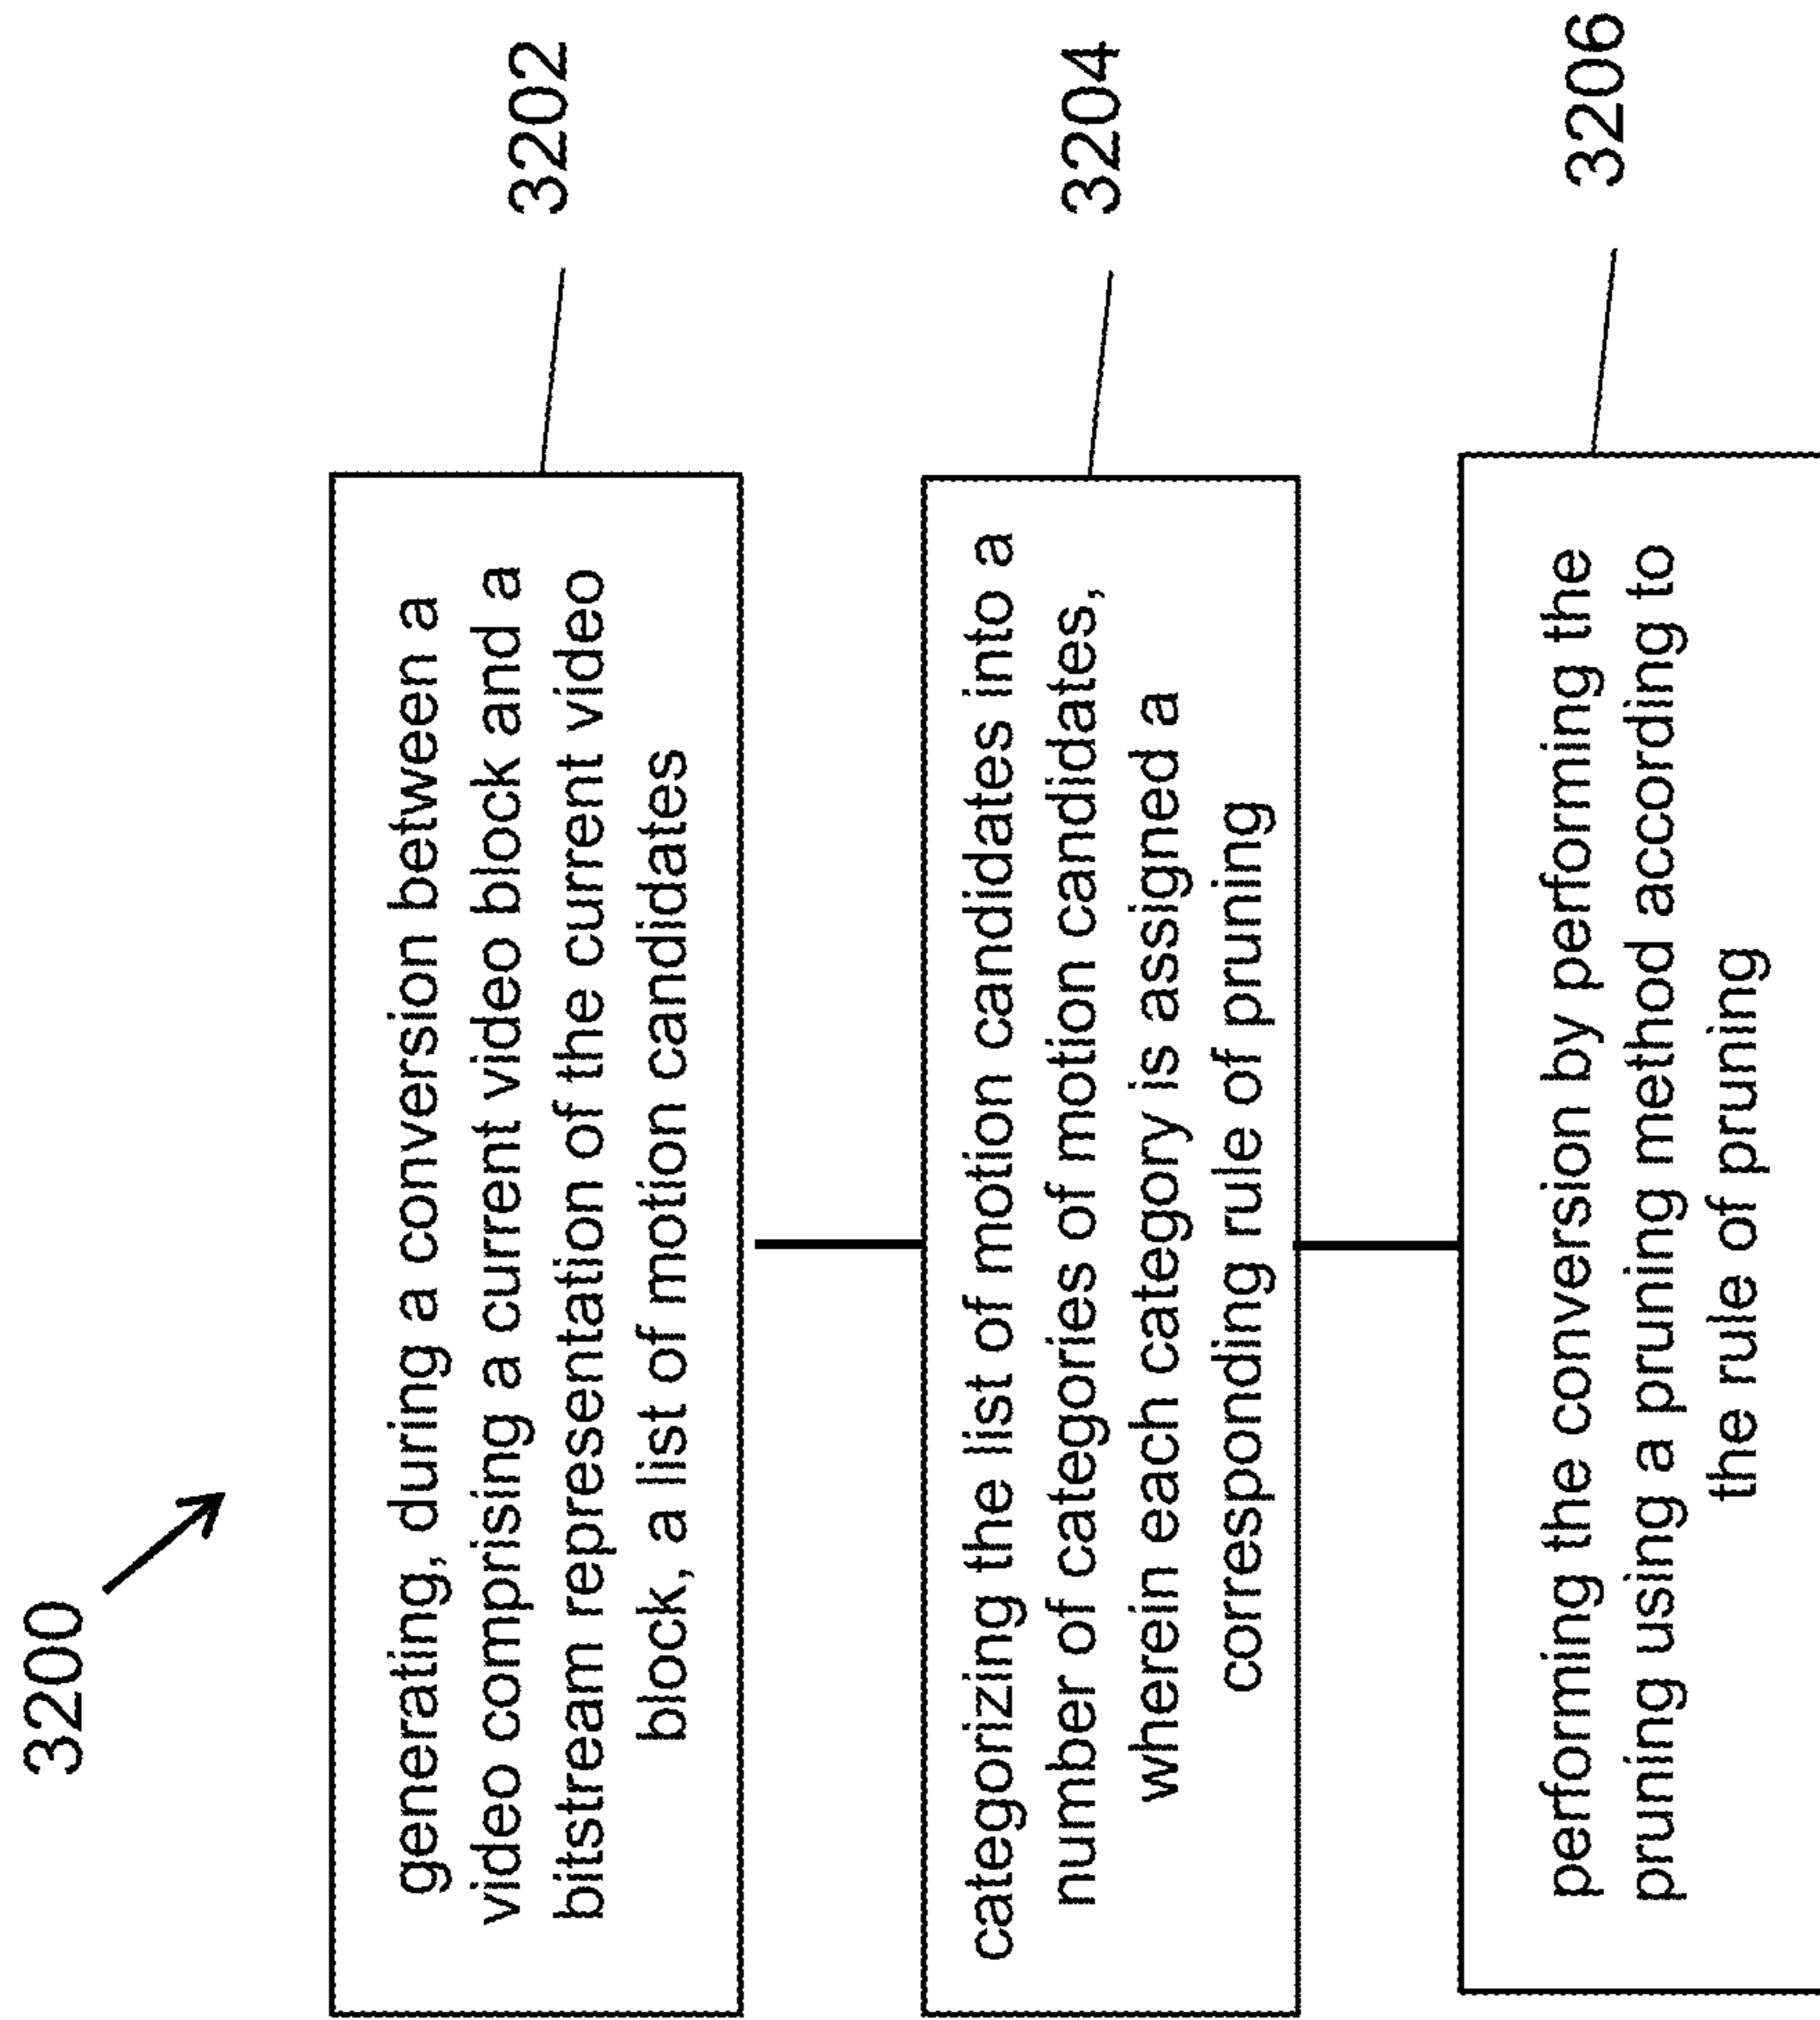 3200
generating, during a conversion between a
video comprising a current video block and a
bitstream representation of the current video
block, a list of motion candidates
3202
categorizing the list of motion candidates into a
number of categories of motion candidates,
wherein each category is assigned a
corresponding rule of pruning
3204
performing the conversion by performing the
pruning using a pruning method according to
the rule of pruning
3206